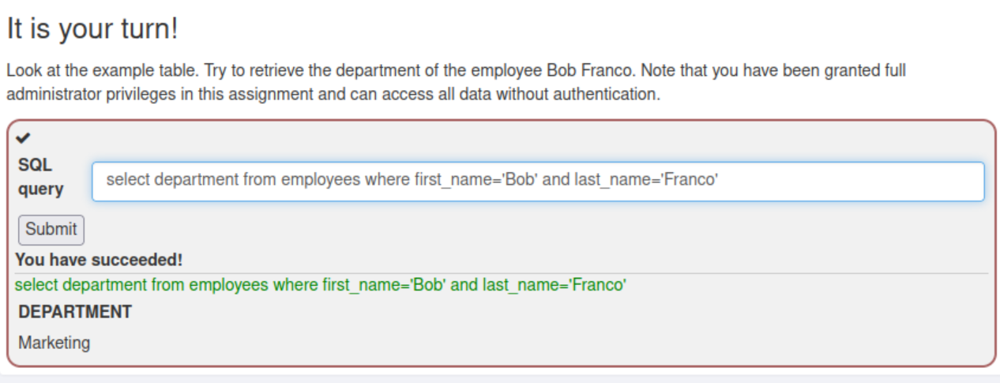 It is your turn!
Look at the example table. Try to retrieve the department of the employee Bob Franco. Note that you have been granted full
administrator privileges in this assignment and can access all data without authentication.
SQL
query
select department from employees where first_name='Bob' and last_name='Franco'
Submit
You have succeeded!
select department from employees where first_name='Bob' and last_name='Franco'
DEPARTMENT
Marketing